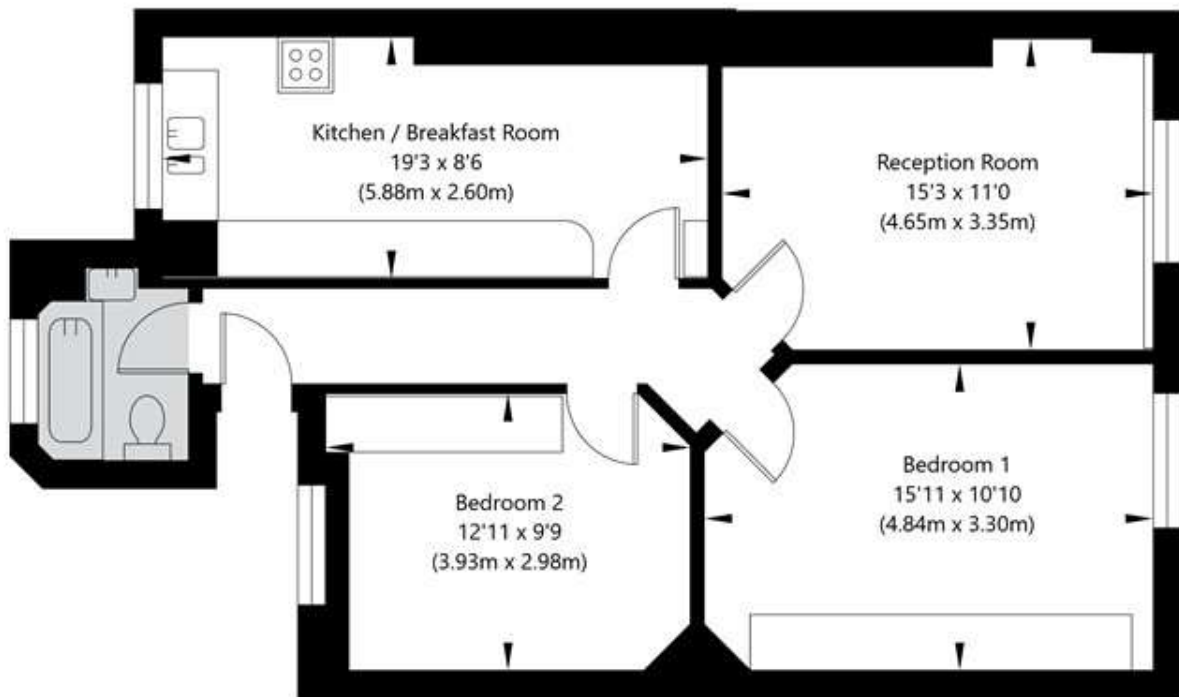 Kitchen / Breakfast Room
19'3 x 8'6
(5.88m x 2.60m)
Reception Room
15'3 x 11'0
(4.65m x 3.35m)
Bedroom 2
12'11 x 9'9
(3.93m x 2.98m)
Bedroom 1
15'11 x 10'10
(4.84m x 3.30m)